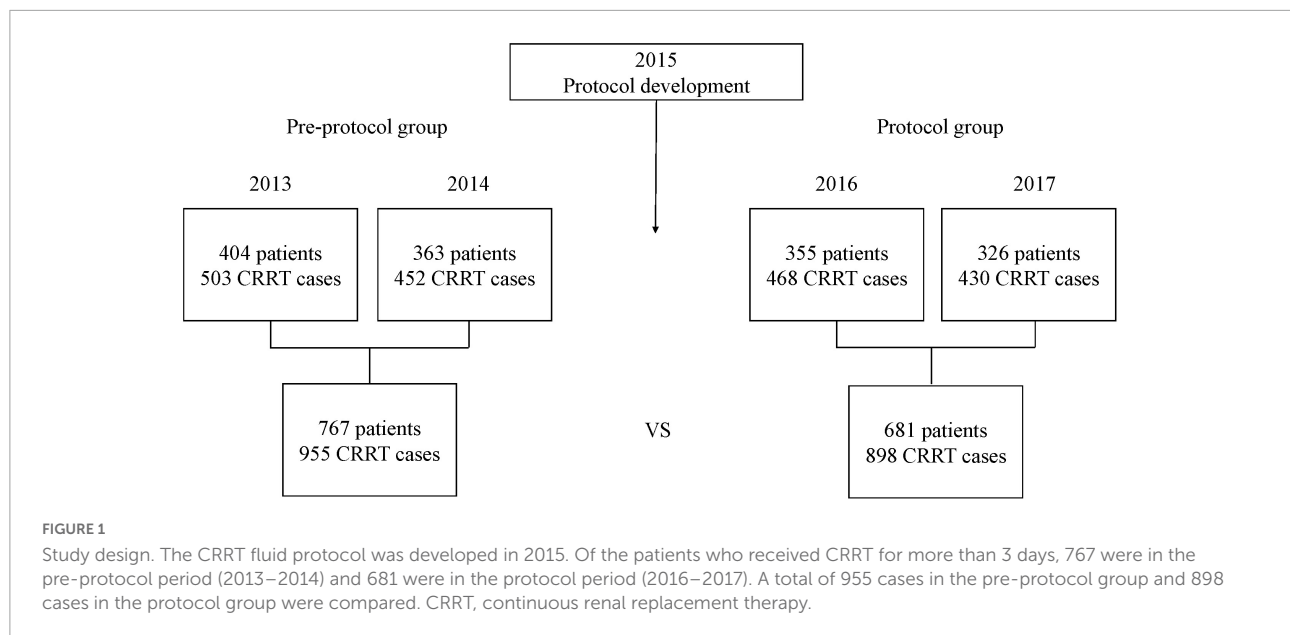 2015
Protocol development
Pre-protocol group
Protocol group
2013
2014
2016
2017
404 patients
503 CRRT cases
363 patients
452 CRRT cases
355 patients
468 CRRT cases
326 patients
430 CRRT cases
767 patients
955 CRRT cases
VS
681 patients
898 CRRT cases
FIGURE 1
Study design. The CRRT fluid protocol was developed in 2015. Of the patients who received CRRT for more than 3 days, 767 were in the
pre-protocol period (2013–2014) and 681 were in the protocol period (2016–2017). A total of 955 cases in the pre-protocol group and 898
cases in the protocol group were compared. CRRT, continuous renal replacement therapy.